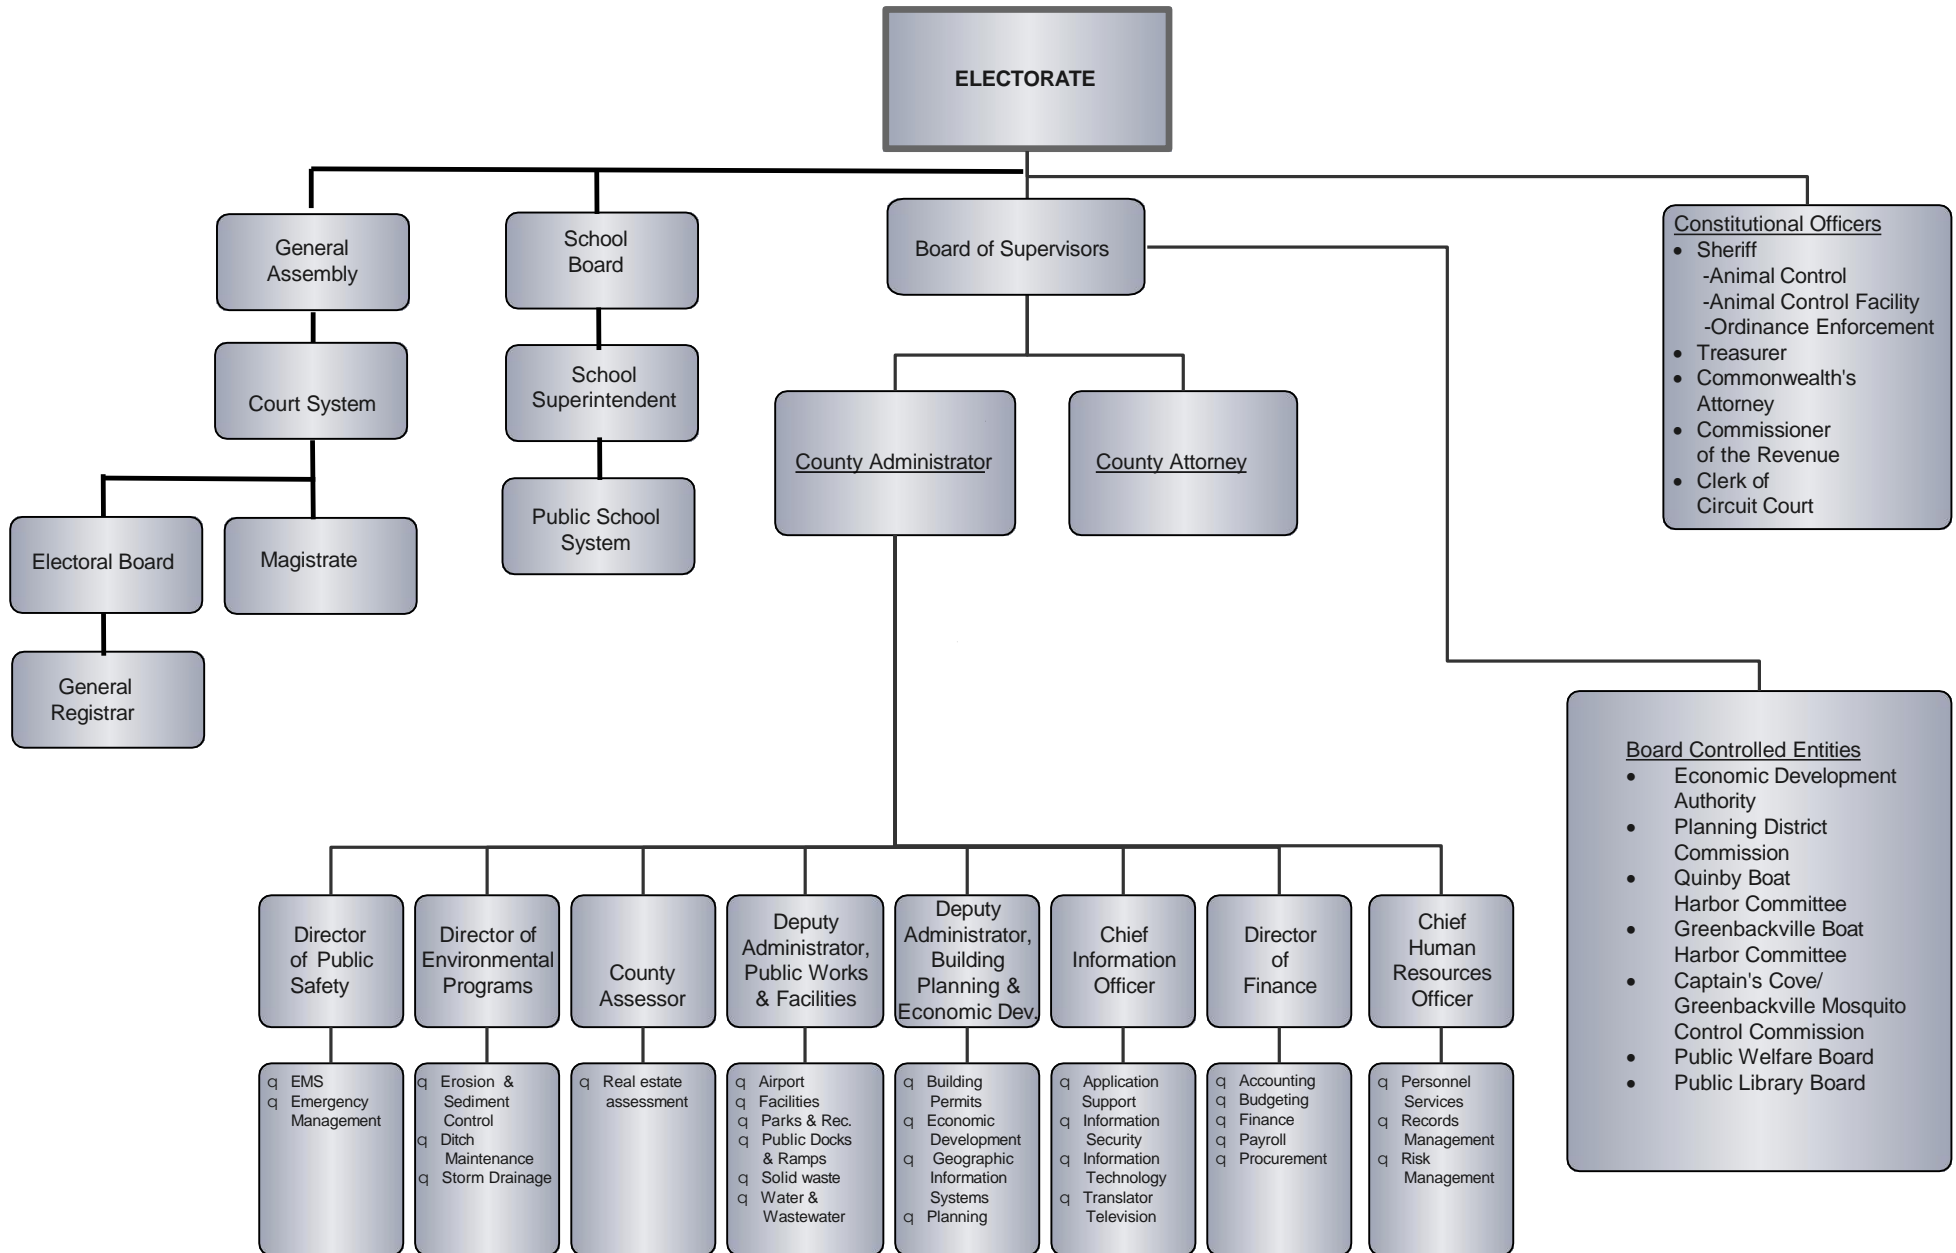 ELECTORATE
General
Assembly
School
Board
Board of Supervisors
Constitutional Officers
• Sheriff
-Animal Control
-Animal Control Facility
-Ordinance Enforcement
• Treasurer
• Commonwealth's
Attorney
• Commissioner
of the Revenue
• Clerk of
Circuit Court
Court System
School
Superintendent
County Administrator
County Attorney
Electoral Board
Magistrate
Public School
System
General
Registrar
Board Controlled Entities
• Economic Development
Authority
• Planning District
Commission
• Quinby Boat
Harbor Committee
• Greenbackville Boat
Harbor Committee
• Captain's Cove/
Greenbackville Mosquito
Control Commission
• Public Welfare Board
• Public Library Board
Director
of Public
Safety
Director of
Environmental
Programs
County
Assessor
Deputy
Administrator,
Public Works
& Facilities
Deputy
Administrator,
Building
Planning &
Economic Dev.
Chief
Information
Officer
Director
of
Finance
Chief
Human
Resources
Officer
q EMS
q Emergency
Management
q Erosion &
Sediment
Control
q Ditch
Maintenance
q Storm Drainage
q Real estate
assessment
q Airport
q Facilities
q Parks & Rec.
q Public Docks
& Ramps
q Solid waste
q Water &
Wastewater
q Building
Permits
q Economic
Development
q Geographic
Information
Systems
q Planning
q Application
Support
q Information
Security
q Information
Technology
q Translator
Television
q Accounting
q Budgeting
q Finance
q Payroll
q Procurement
q Personnel
Services
q Records
Management
q Risk
Management